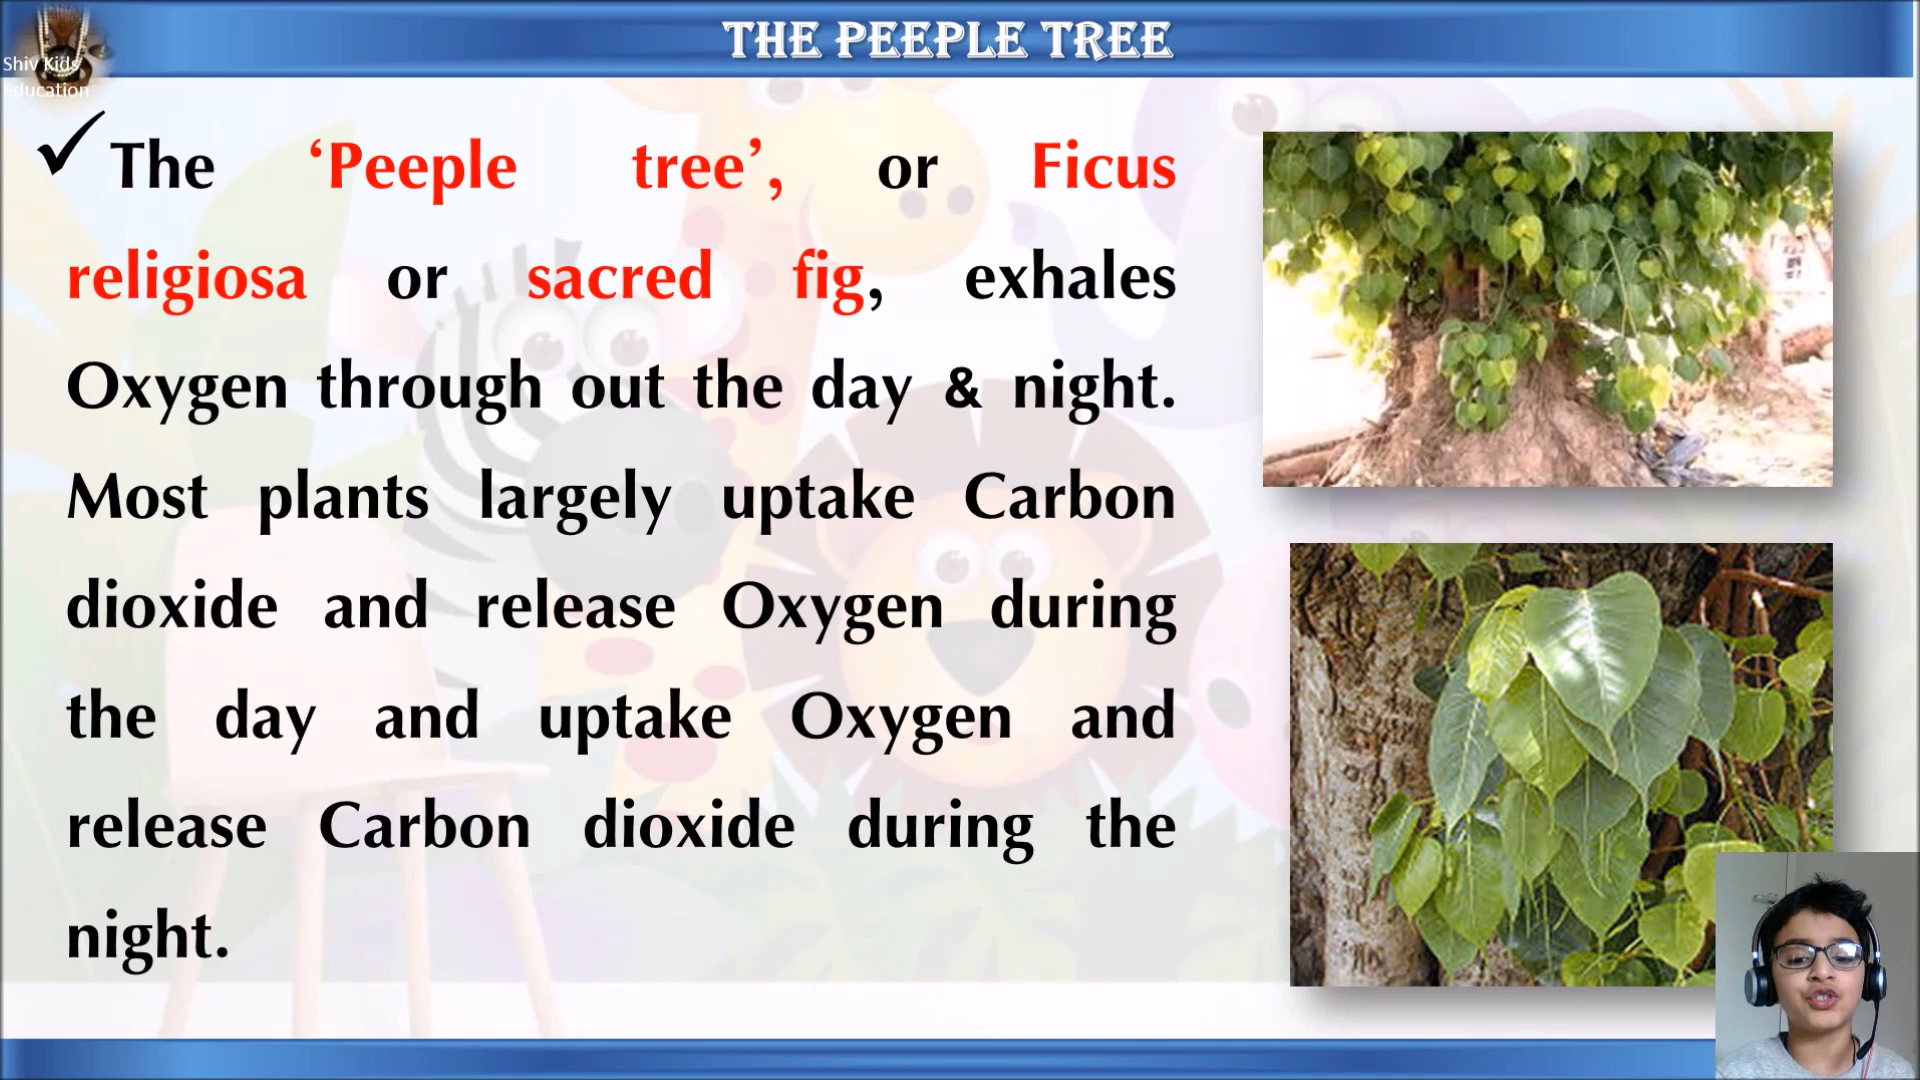 THE PEEPLE TREE
Shiv Kids
Education
The ‘Peeple tree’, or Ficus
religiosa or sacred fig, exhales
Oxygen through out the day & night.
Most plants largely uptake Carbon
dioxide and release Oxygen during
the day and uptake Oxygen and
release Carbon dioxide during the
night.